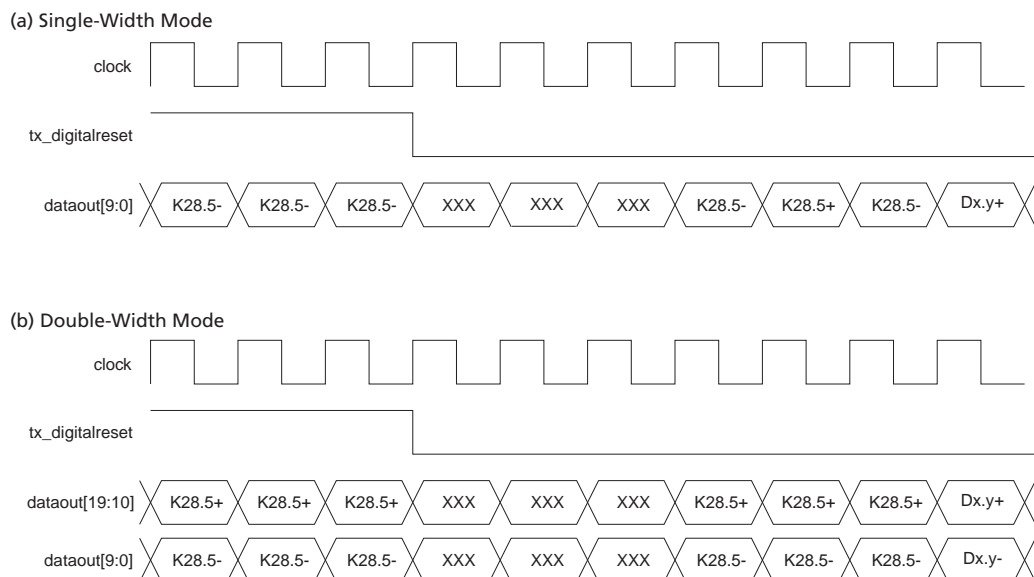 (a) Single-Width Mode
clock
tx_digitalreset
dataout[9:0] K28.5- K28.5- K28.5- XXX XXX XXX K28.5- K28.5+ K28.5- Dx.y+
(b) Double-Width Mode
clock
tx_digitalreset
dataout[19:10] K28.5+ K28.5+ K28.5+ XXX XXX XXX K28.5+ K28.5+ K28.5+ Dx.y+
dataout[9:0] K28.5- K28.5- K28.5- XXX XXX XXX K28.5- K28.5- K28.5- Dx.y-